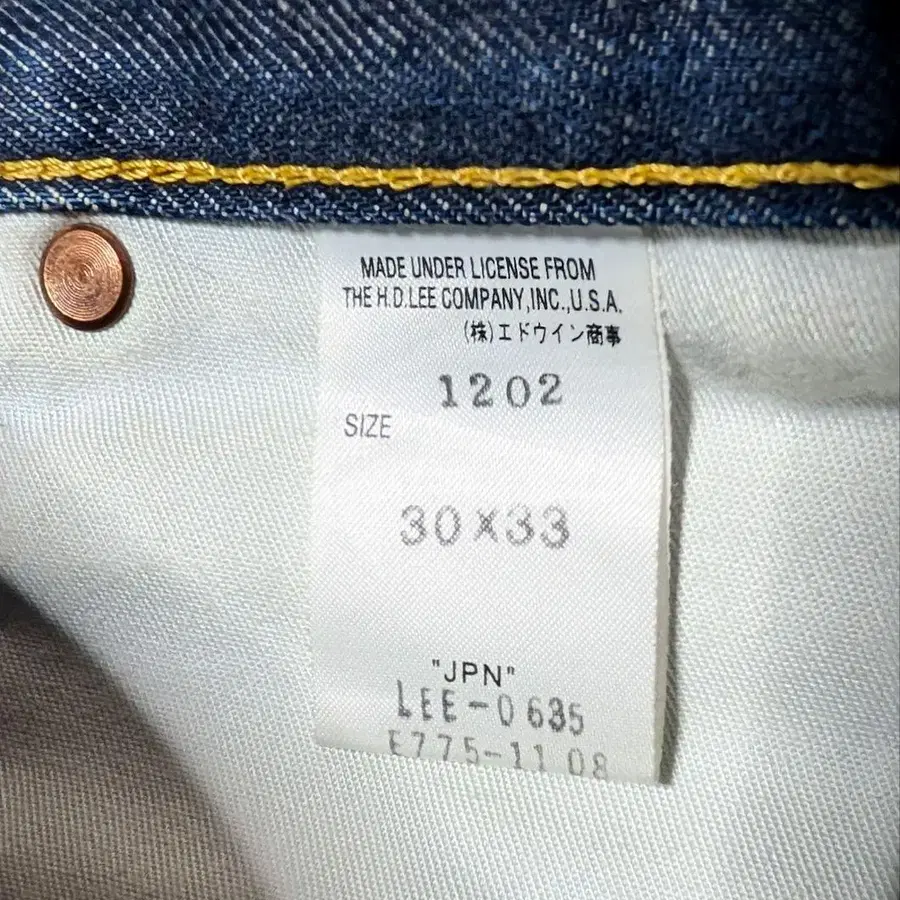 MADE UNDER LICENSE FROM
THE H.D.LEE COMPANY,INC.,U.S.A.
(株)エドウイン商事
1202
SIZE
30X33
"JPN"
LEE-0635
E775-11 08